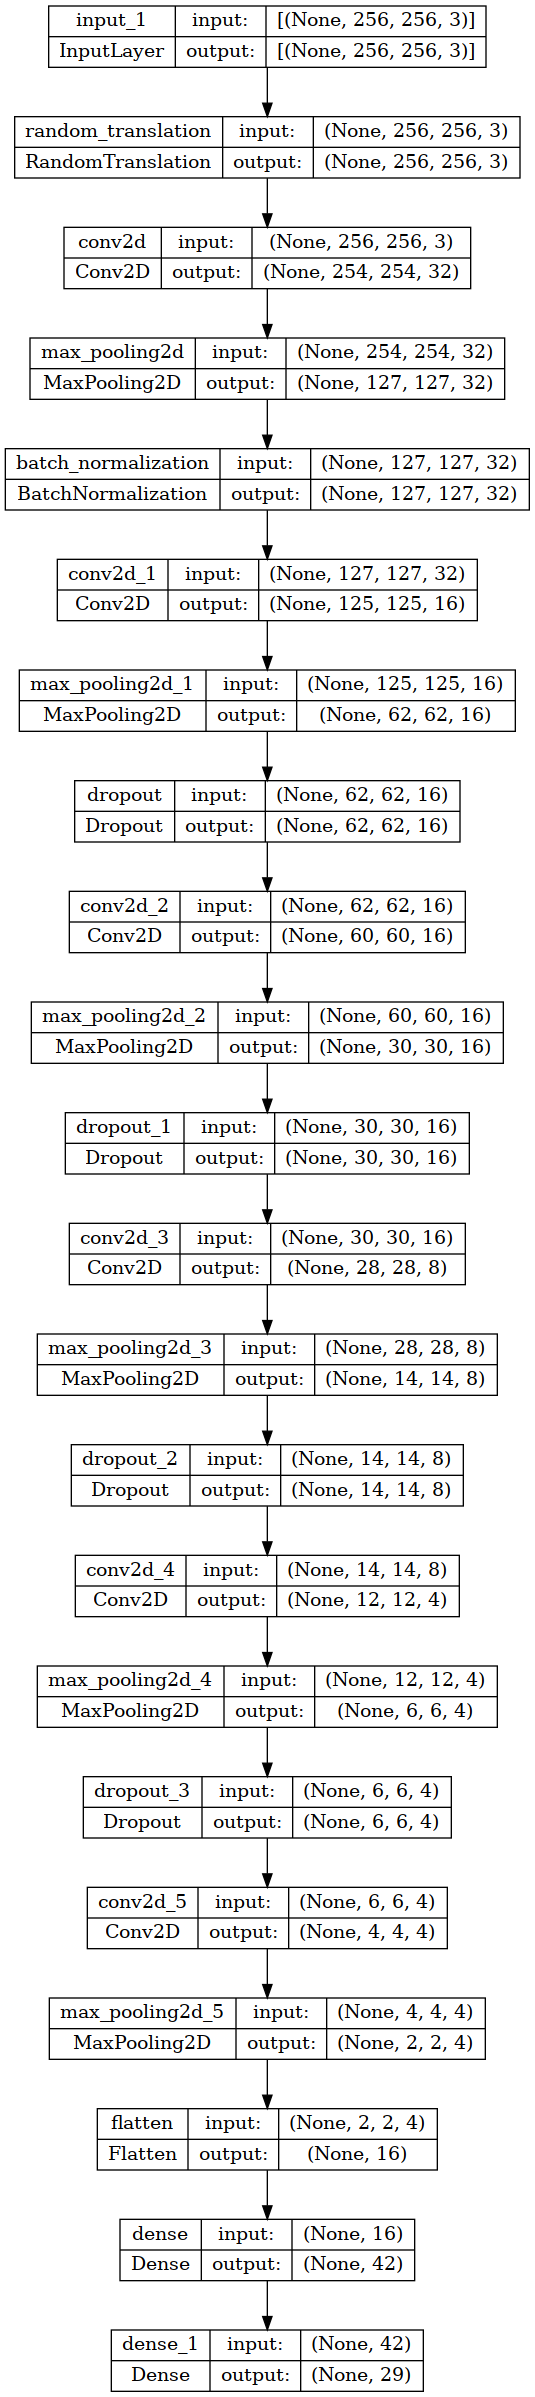 input_1 input: [(None, 256, 256, 3)]
InputLayer output: [(None, 256, 256, 3)]
random_translation input: (None, 256, 256, 3)
RandomTranslation output: (None, 256, 256, 3)
conv2d input: (None, 256, 256, 3)
Conv2D output: (None, 254, 254, 32)
max_pooling2d input: (None, 254, 254, 32)
MaxPooling2D output: (None, 127, 127, 32)
batch_normalization input: (None, 127, 127, 32)
BatchNormalization output: (None, 127, 127, 32)
conv2d_1 input: (None, 127, 127, 32)
Conv2D output: (None, 125, 125, 16)
max_pooling2d_1 input: (None, 125, 125, 16)
MaxPooling2D output: (None, 62, 62, 16)
dropout input: (None, 62, 62, 16)
Dropout output: (None, 62, 62, 16)
conv2d_2 input: (None, 62, 62, 16)
Conv2D output: (None, 60, 60, 16)
max_pooling2d_2 input: (None, 60, 60, 16)
MaxPooling2D output: (None, 30, 30, 16)
dropout_1 input: (None, 30, 30, 16)
Dropout output: (None, 30, 30, 16)
conv2d_3 input: (None, 30, 30, 16)
Conv2D output: (None, 28, 28, 8)
max_pooling2d_3 input: (None, 28, 28, 8)
MaxPooling2D output: (None, 14, 14, 8)
dropout_2 input: (None, 14, 14, 8)
Dropout output: (None, 14, 14, 8)
conv2d_4 input: (None, 14, 14, 8)
Conv2D output: (None, 12, 12, 4)
max_pooling2d_4 input: (None, 12, 12, 4)
MaxPooling2D output: (None, 6, 6, 4)
dropout_3 input: (None, 6, 6, 4)
Dropout output: (None, 6, 6, 4)
conv2d_5 input: (None, 6, 6, 4)
Conv2D output: (None, 4, 4, 4)
max_pooling2d_5 input: (None, 4, 4, 4)
MaxPooling2D output: (None, 2, 2, 4)
flatten input: (None, 2, 2, 4)
Flatten output: (None, 16)
dense input: (None, 16)
Dense output: (None, 42)
dense_1 input: (None, 42)
Dense output: (None, 29)